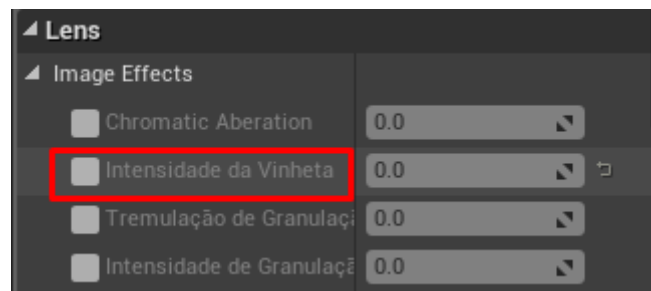 Lens
Image Effects
Chromatic Aberation 0.0
Intensidade da Vinheta 0.0
Tremulação de Granulaçã 0.0
Intensidade de Granulaçã 0.0